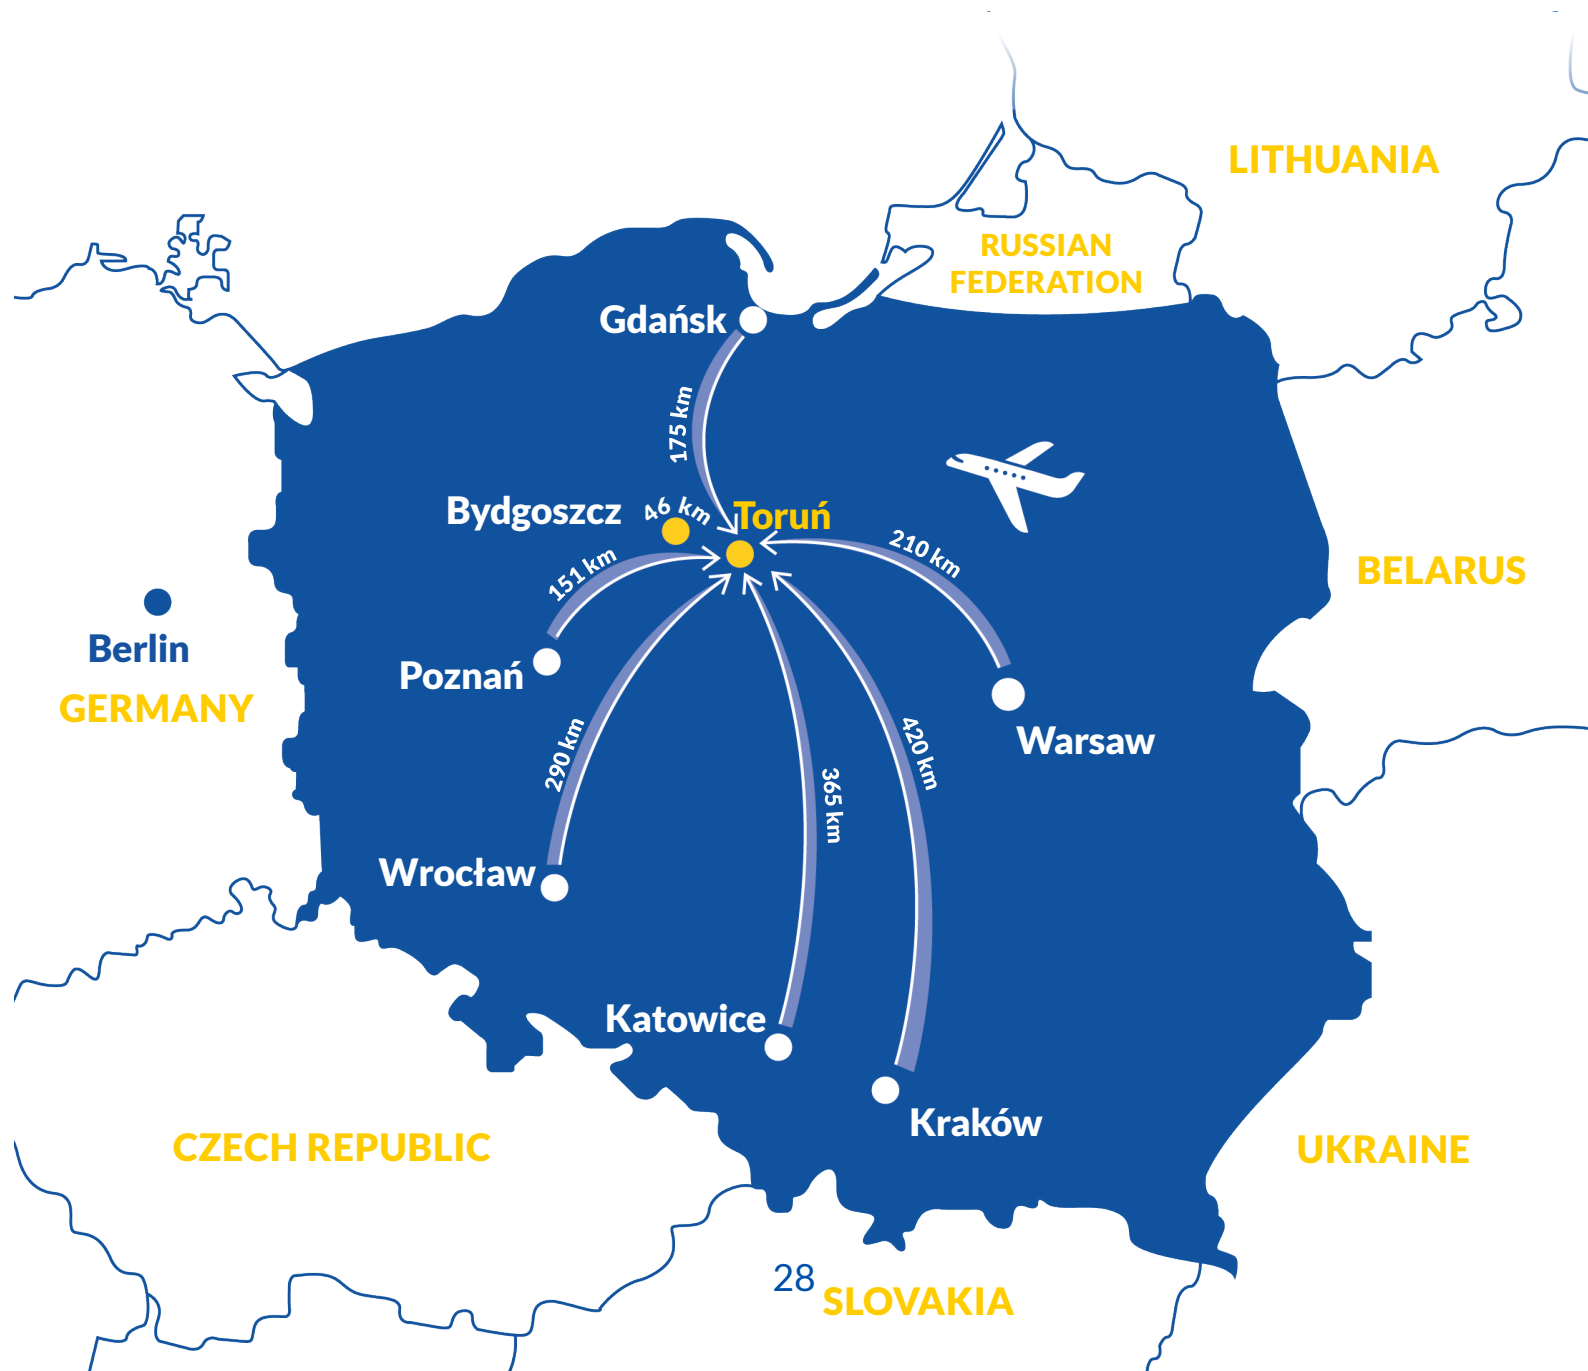 LITHUANIA
RUSSIAN
FEDERATION
Gdańsk
175 km
Bydgoszcz
46 km
Toruń
151 km
210 km
BELARUS
Berlin
GERMANY
Poznań
Warsaw
290 km
420 km
365 km
Wrocław
Katowice
Kraków
CZECH REPUBLIC
UKRAINE
28
SLOVAKIA